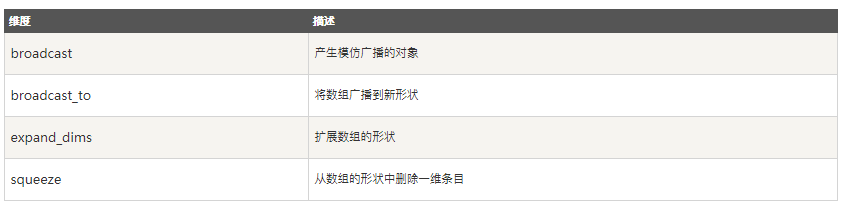 维度 描述
broadcast 产生模仿广播的对象
broadcast_to 将数组广播到新形状
expand_dims 扩展数组的形状
squeeze 从数组的形状中删除一维条目